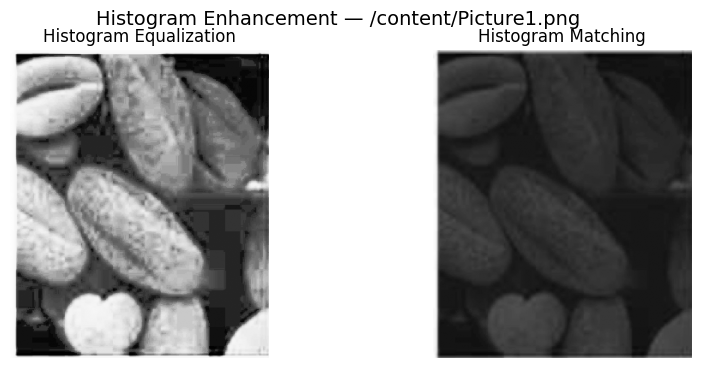 Histogram Enhancement — /content/Picture1.png
Histogram Equalization
Histogram Matching